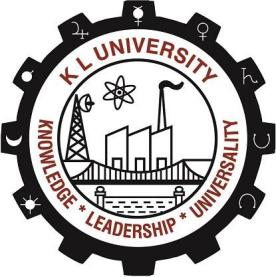 K L UNIVERSITY
KNOWLEDGE * LEADERSHIP * UNIVERSALITY